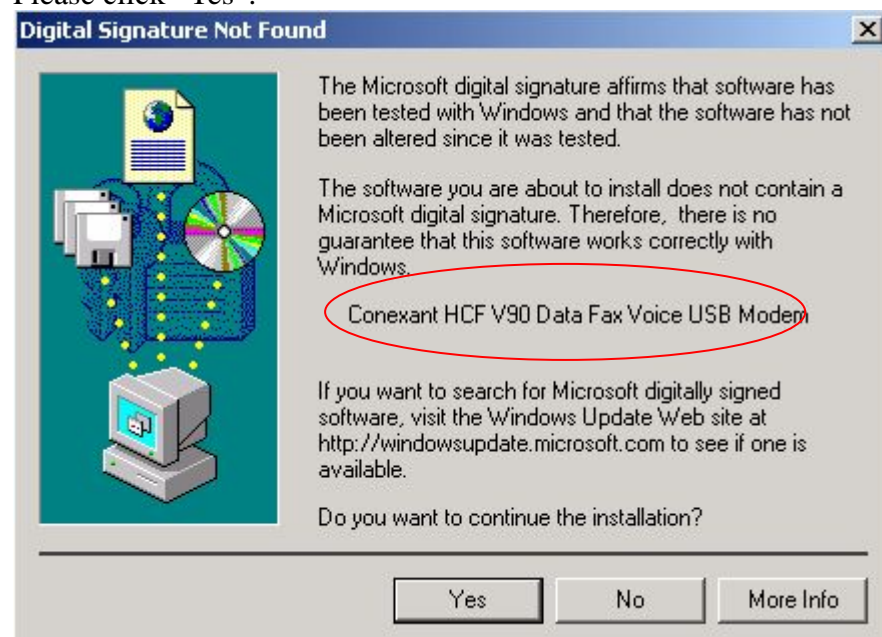 Please click "Yes".
Digital Signature Not Found
The Microsoft digital signature affirms that software has
been tested with Windows and that the software has not
been altered since it was tested.
The software you are about to install does not contain a
Microsoft digital signature. Therefore, there is no
guarantee that this software works correctly with
Windows.
Conexant HCF V90 Data Fax Voice USB Modem
If you want to search for Microsoft digitally signed
software, visit the Windows Update Web site at
http://windowsupdate.microsoft.com to see if one is
available.
Do you want to continue the installation?
Yes
No
More Info